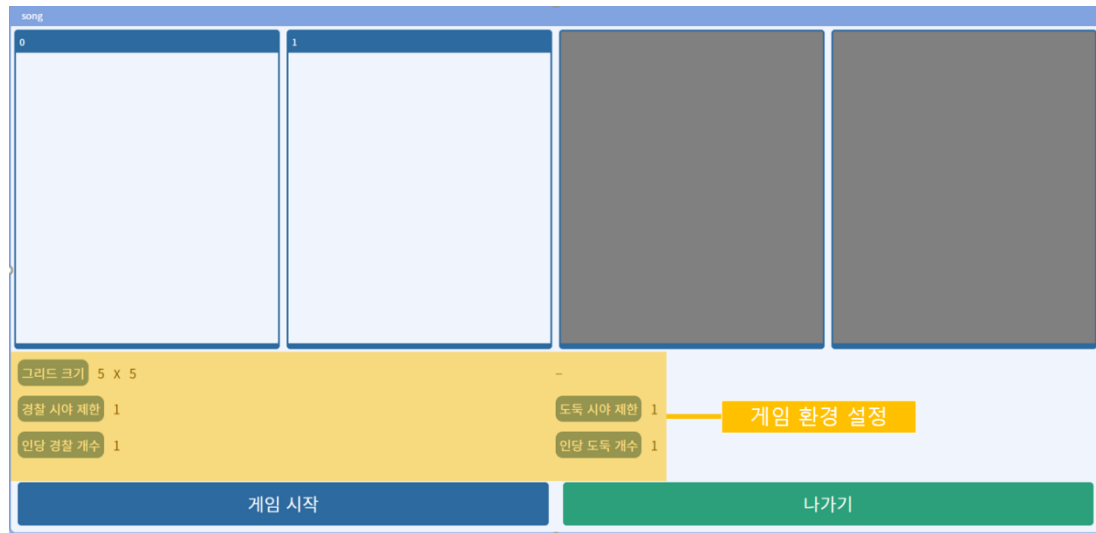 song
0
1
그리드 크기 5 X 5
–
경찰 시야 제한 1
도둑 시야 제한 1
게임 환경 설정
인당 경찰 개수 1
인당 도둑 개수 1
게임 시작
나가기